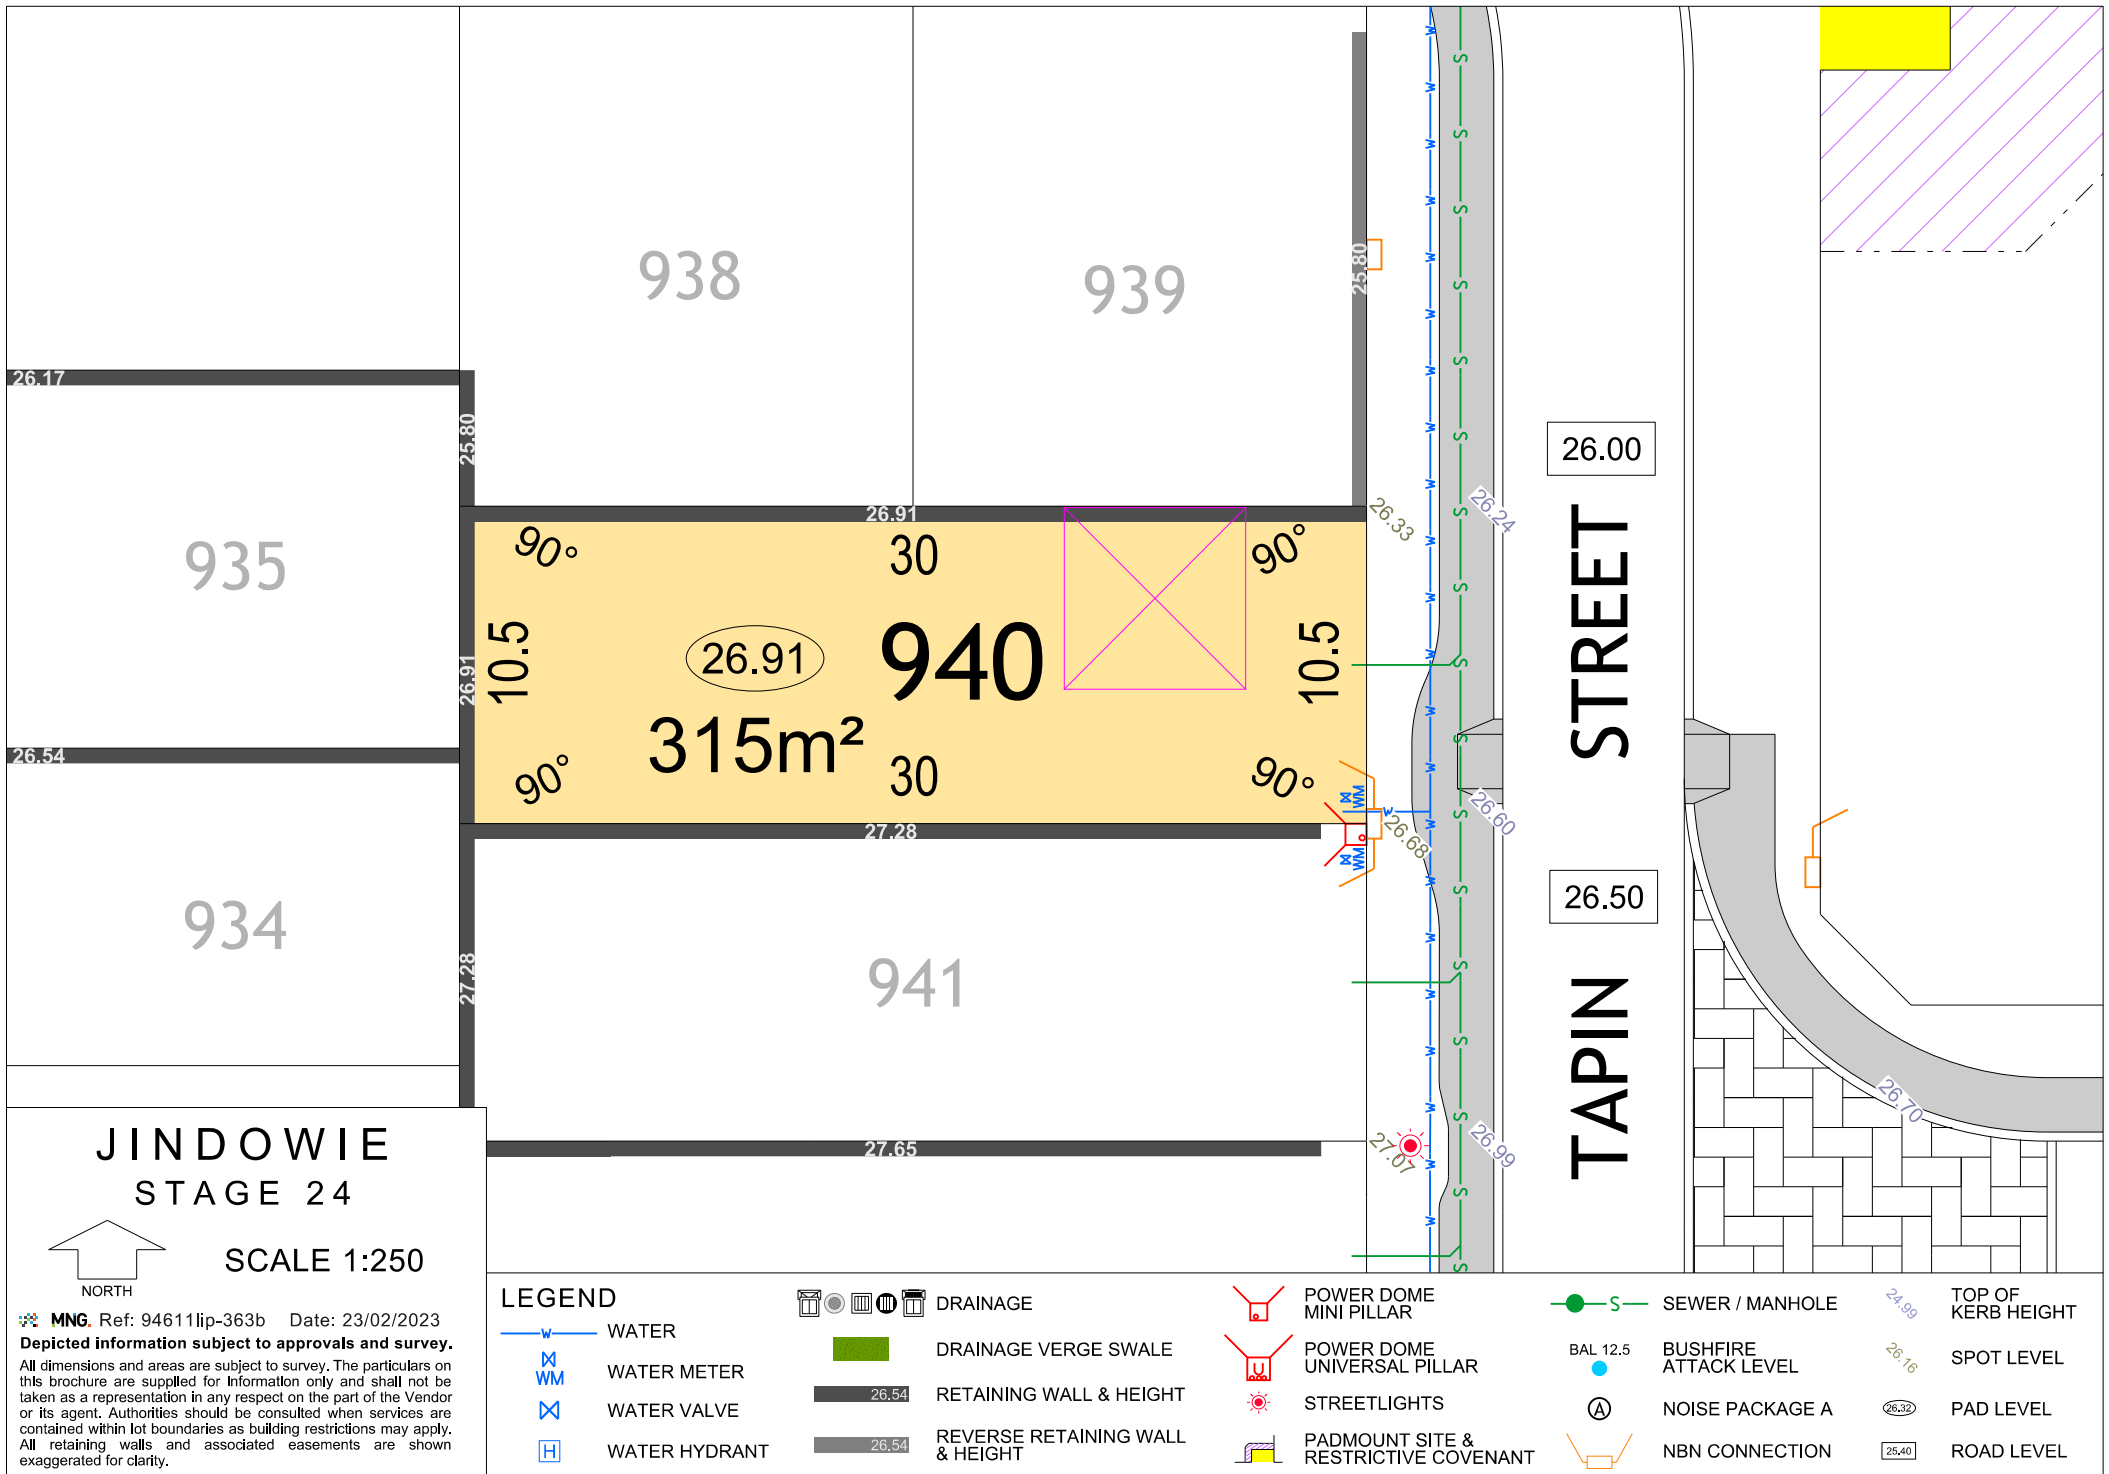 938
939
25.80
26.17
25.80
26.00
26.91
26.33
26.24
90°
30
90°
935
10.5
26.91
940
10.5
26.91
STREET
315m²
26.54
90°
30
90°
WM
W
26.60
27.28
26.68
WM
26.50
934
27.28
941
TAPIN
26.70
27.65
27.07
26.99
JINDOWIE
STAGE 24
SCALE 1:250
NORTH
MNG. Ref: 94611lip-363b Date: 23/02/2023
Depicted information subject to approvals and survey.
All dimensions and areas are subject to survey. The particulars on
this brochure are supplied for information only and shall not be
taken as a representation in any respect on the part of the Vendor
or its agent. Authorities should be consulted when services are
contained within lot boundaries as building restrictions may apply.
All retaining walls and associated easements are shown
exaggerated for clarity.
LEGEND
W WATER
WM WATER METER
WATER VALVE
H WATER HYDRANT
DRAINAGE
DRAINAGE VERGE SWALE
26.54 RETAINING WALL & HEIGHT
26.54 REVERSE RETAINING WALL
& HEIGHT
POWER DOME
MINI PILLAR
U POWER DOME
UNIVERSAL PILLAR
STREETLIGHTS
PADMOUNT SITE &
RESTRICTIVE COVENANT
S SEWER / MANHOLE
BAL 12.5 BUSHFIRE
ATTACK LEVEL
A NOISE PACKAGE A
NBN CONNECTION
24.99 TOP OF
KERB HEIGHT
26.16 SPOT LEVEL
26.32 PAD LEVEL
25.40 ROAD LEVEL